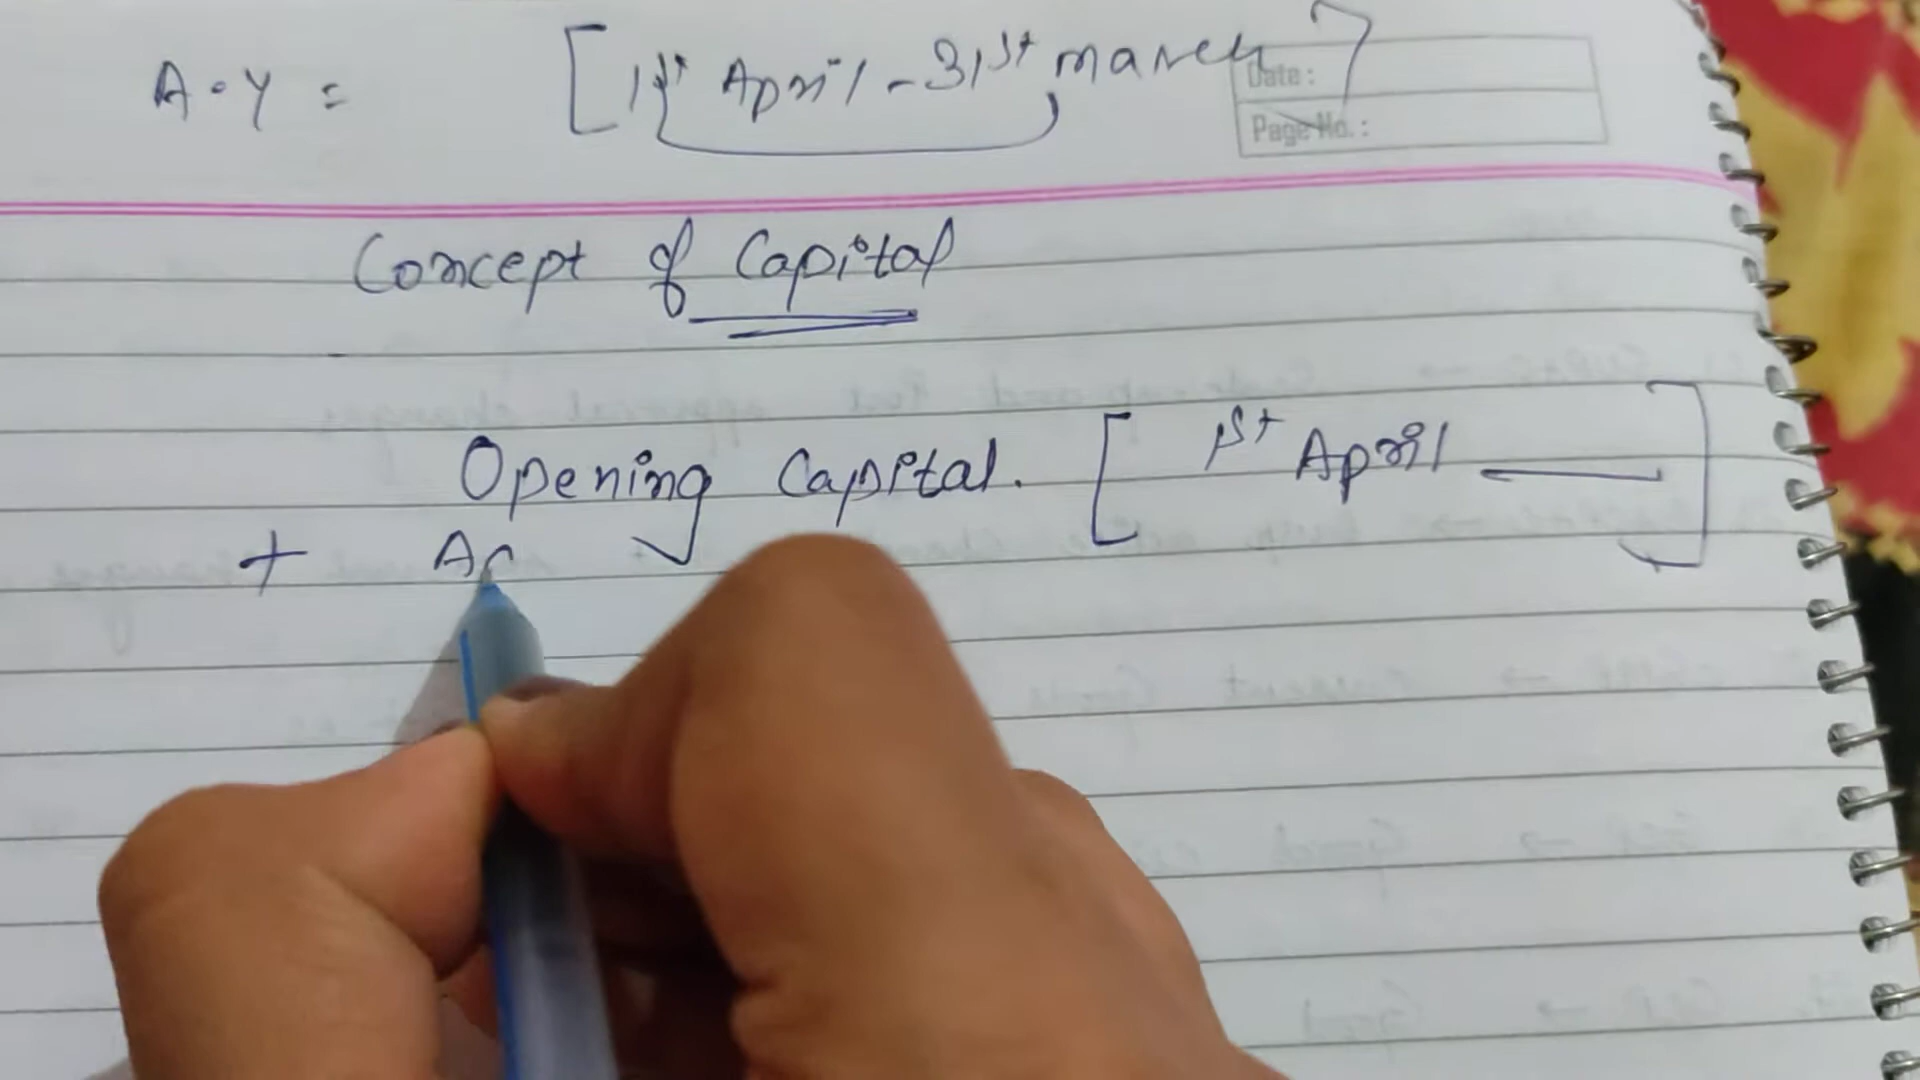 A.Y = [1st April - 31st march]
Date:
Page No.:
Concept of Capital
Opening Capital. [1st April —]
+ Ac